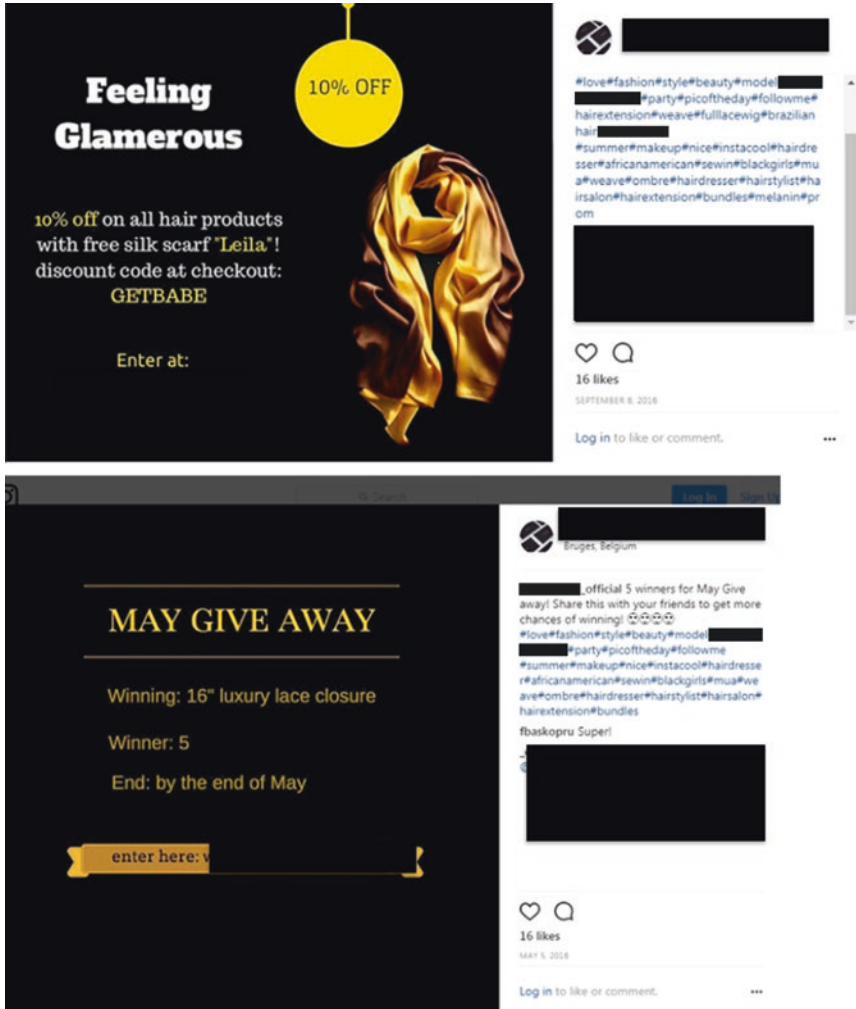 Feeling
Glamerous
10% OFF
10% off on all hair products
with free silk scarf "Leila"!
discount code at checkout:
GETBABE
Enter at:
#love#fashion#style#beauty#model
#party#picoftheday#followme#
hairextension#weave#fulllacewig#brazilian
hair
#summer#makeup#nice#instacool#hairdre
sser#africanamerican#sewin#blackgirls#mu
a#weave#ombre#hairdresser#hairstylist#ha
irsalon#hairextension#bundles#melanin#pr
om
16 likes
SEPTEMBER 8, 2016
Log in to like or comment.
Search
Log In
Sign Up
MAY GIVE AWAY
Winning: 16" luxury lace closure
Winner: 5
End: by the end of May
enter here: w
Bruges, Belgium
_official 5 winners for May Give
away! Share this with your friends to get more
chances of winning!
#love#fashion#style#beauty#model
#party#picoftheday#followme
#summer#makeup#nice#instacool#hairdresse
r#africanamerican#sewin#blackgirls#mua#we
ave#ombre#hairdresser#hairstylist#hairsalon#
hairextension#bundles
fbaskopru Super!
16 likes
MAY 5, 2016
Log in to like or comment.